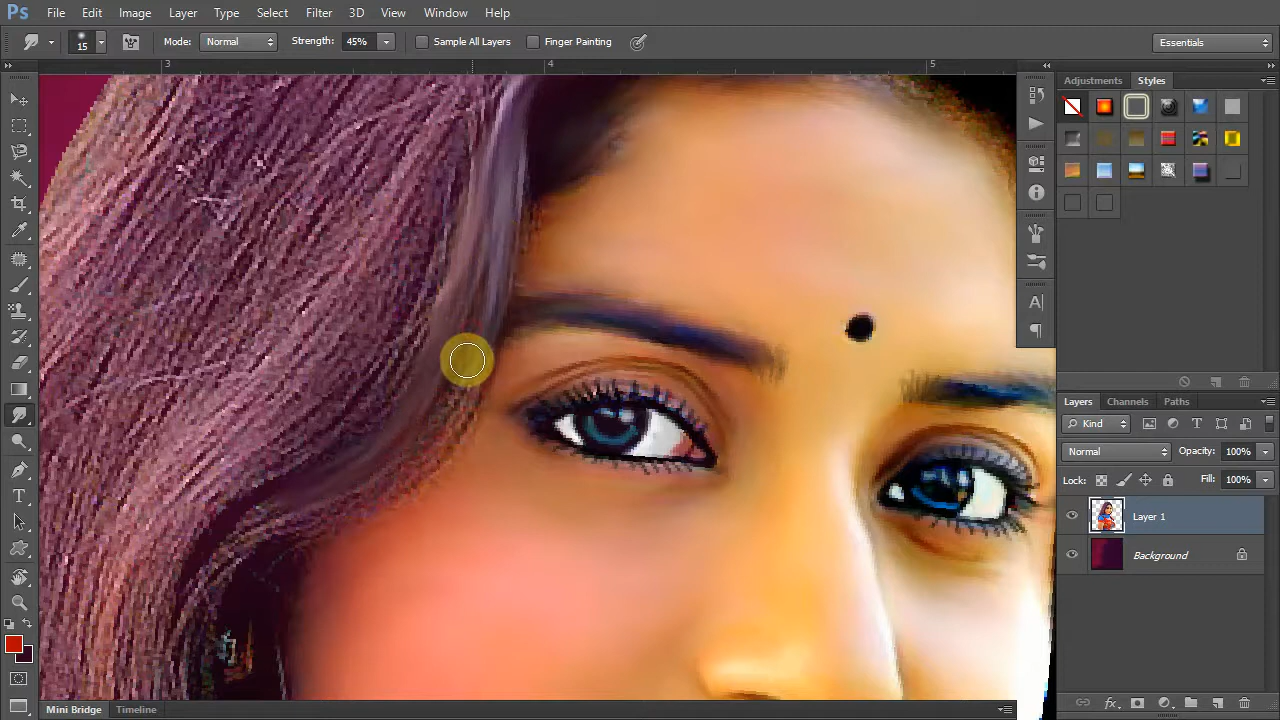 Ps File Edit Image Layer Type Select Filter 3D View Window Help
15 Mode: Normal Strength: 45% Sample All Layers Finger Painting Essentials
3 4 5
Adjustments Styles
Layers Channels Paths
Kind
Normal Opacity: 100%
Lock: Fill: 100%
Layer 1
Background
Mini Bridge Timeline